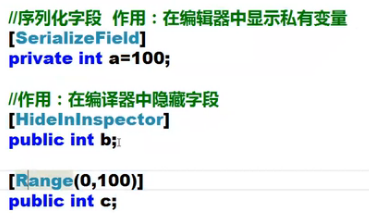 //序列化字段  作用：在编辑器中显示私有变量
[SerializeField]
private int a=100;
//作用：在编译器中隐藏字段
[HideInInspector]
public int b;
[Range(0,100)]
public int c;